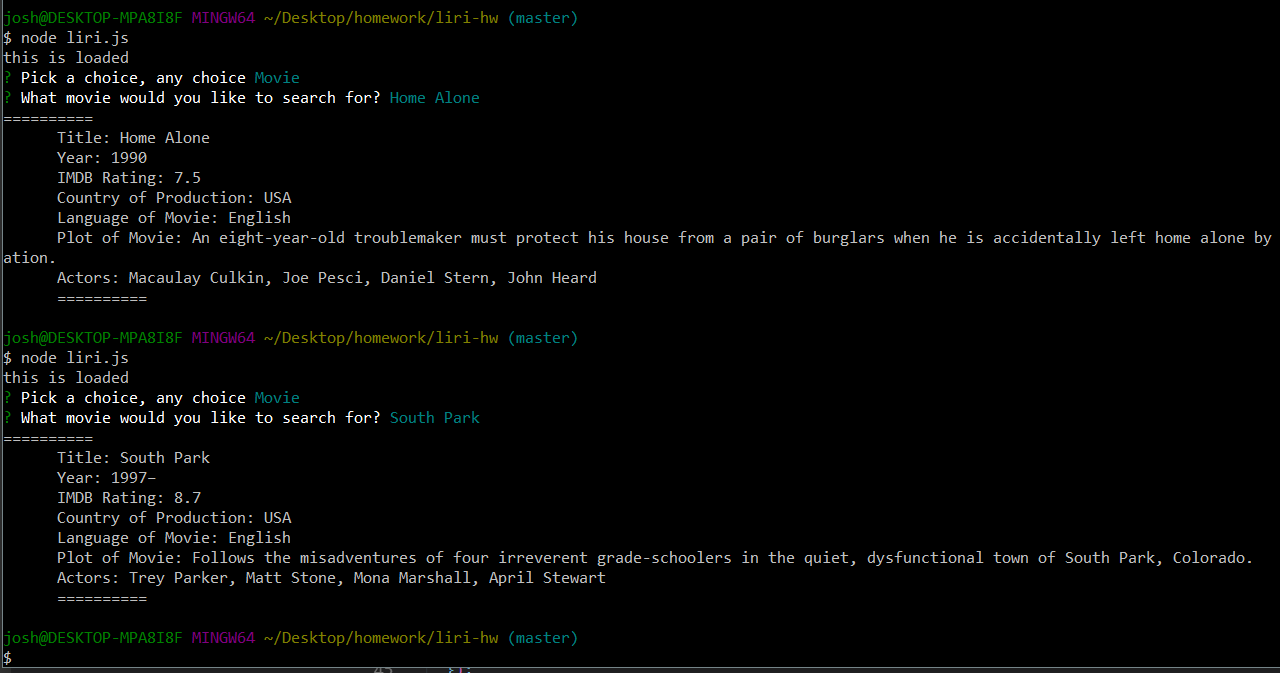 josh@DESKTOP-MPA8I8F MINGW64 ~/Desktop/homework/liri-hw (master)
$ node liri.js
this is loaded
? Pick a choice, any choice Movie
? What movie would you like to search for? Home Alone
==========
Title: Home Alone
Year: 1990
IMDB Rating: 7.5
Country of Production: USA
Language of Movie: English
Plot of Movie: An eight-year-old troublemaker must protect his house from a pair of burglars when he is accidentally left home alone by
ation.
Actors: Macaulay Culkin, Joe Pesci, Daniel Stern, John Heard
==========
josh@DESKTOP-MPA8I8F MINGW64 ~/Desktop/homework/liri-hw (master)
$ node liri.js
this is loaded
? Pick a choice, any choice Movie
? What movie would you like to search for? South Park
==========
Title: South Park
Year: 1997–
IMDB Rating: 8.7
Country of Production: USA
Language of Movie: English
Plot of Movie: Follows the misadventures of four irreverent grade-schoolers in the quiet, dysfunctional town of South Park, Colorado.
Actors: Trey Parker, Matt Stone, Mona Marshall, April Stewart
==========
josh@DESKTOP-MPA8I8F MINGW64 ~/Desktop/homework/liri-hw (master)
$